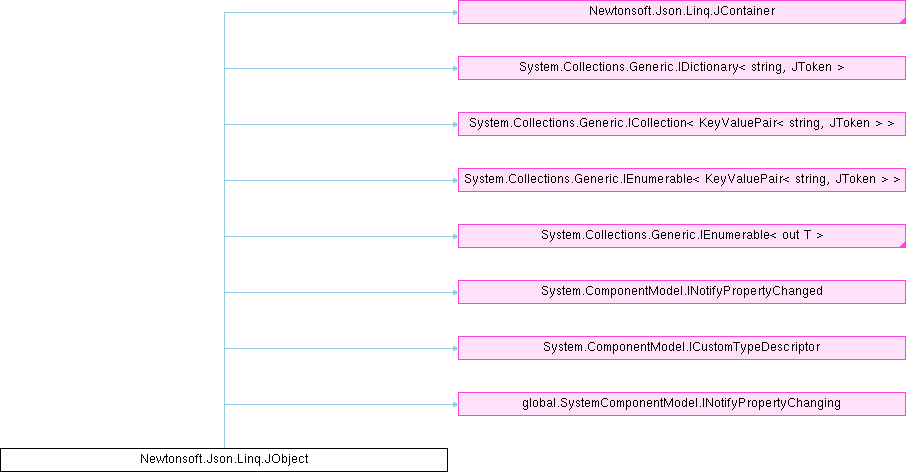 Newtonsoft.Json.Linq.JContainer
System.Collections.Generic.IDictionary< string, JToken >
System.Collections.Generic.ICollection< KeyValuePair< string, JToken > >
System.Collections.Generic.IEnumerable< KeyValuePair< string, JToken > >
System.Collections.Generic.IEnumerable< out T >
System.ComponentModel.INotifyPropertyChanged
System.ComponentModel.ICustomTypeDescriptor
global.SystemComponentModel.INotifyPropertyChanging
Newtonsoft.Json.Linq.JObject